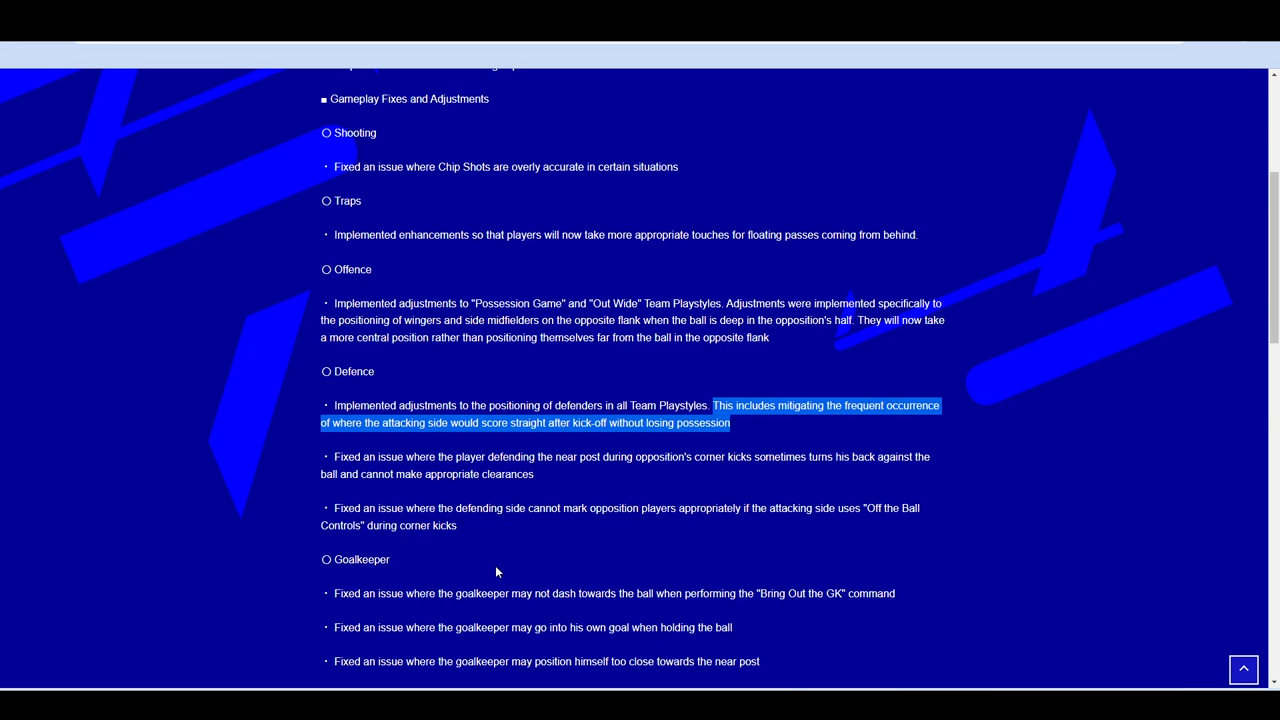 ■ Gameplay Fixes and Adjustments
○ Shooting
・ Fixed an issue where Chip Shots are overly accurate in certain situations
○ Traps
・ Implemented enhancements so that players will now take more appropriate touches for floating passes coming from behind.
○ Offence
・ Implemented adjustments to "Possession Game" and "Out Wide" Team Playstyles. Adjustments were implemented specifically to
the positioning of wingers and side midfielders on the opposite flank when the ball is deep in the opposition's half. They will now take
a more central position rather than positioning themselves far from the ball in the opposite flank
○ Defence
・ Implemented adjustments to the positioning of defenders in all Team Playstyles. This includes mitigating the frequent occurrence
of where the attacking side would score straight after kick-off without losing possession
・ Fixed an issue where the player defending the near post during opposition's corner kicks sometimes turns his back against the
ball and cannot make appropriate clearances
・ Fixed an issue where the defending side cannot mark opposition players appropriately if the attacking side uses "Off the Ball
Controls" during corner kicks
○ Goalkeeper
・ Fixed an issue where the goalkeeper may not dash towards the ball when performing the "Bring Out the GK" command
・ Fixed an issue where the goalkeeper may go into his own goal when holding the ball
・ Fixed an issue where the goalkeeper may position himself too close towards the near post